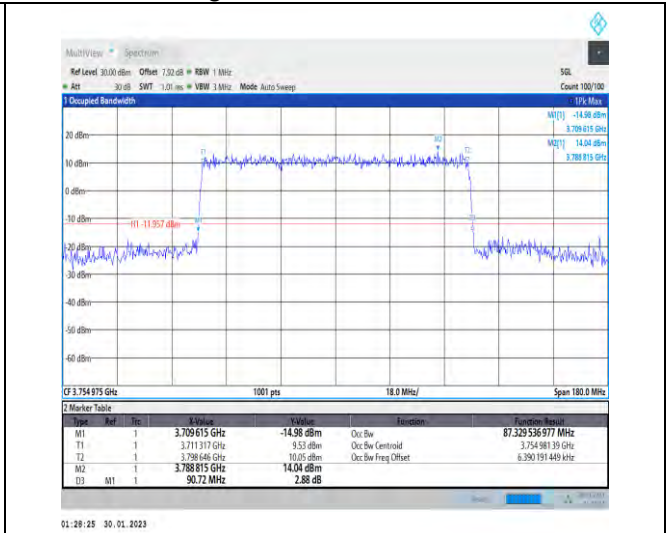 MultiView Spectrum
Ref Level 30.00 dBm Offset 7.92 dB RBW 1 MHz SGL
Att 30 dB SWT 1.01 ms VBW 3 MHz Mode Auto Sweep Count 100/100
1 Occupied Bandwidth 1Pk Max
M1[1] -14.98 dBm
3.709 615 GHz
20 dBm
M2[1] 14.04 dBm
3.788 815 GHz
10 dBm
0 dBm
-10 dBm
H1 -11.957 dBm
-20 dBm
-30 dBm
-40 dBm
-50 dBm
-60 dBm
CF 3.754 975 GHz 1001 pts 18.0 MHz/ Span 180.0 MHz
2 Marker Table
Type Ref Trc X-Value Y-Value Function Function Result
M1 1 3.709 615 GHz -14.98 dBm Occ Bw 87.329 536 977 MHz
T1 1 3.711 317 GHz 9.53 dBm Occ Bw Centroid 3.754 981 39 GHz
T2 1 3.798 646 GHz 10.05 dBm Occ Bw Freq Offset 6.390 191 449 kHz
M2 1 3.788 815 GHz 14.04 dBm
D3 M1 1 90.72 MHz 2.88 dB
01:28:25 30.01.2023